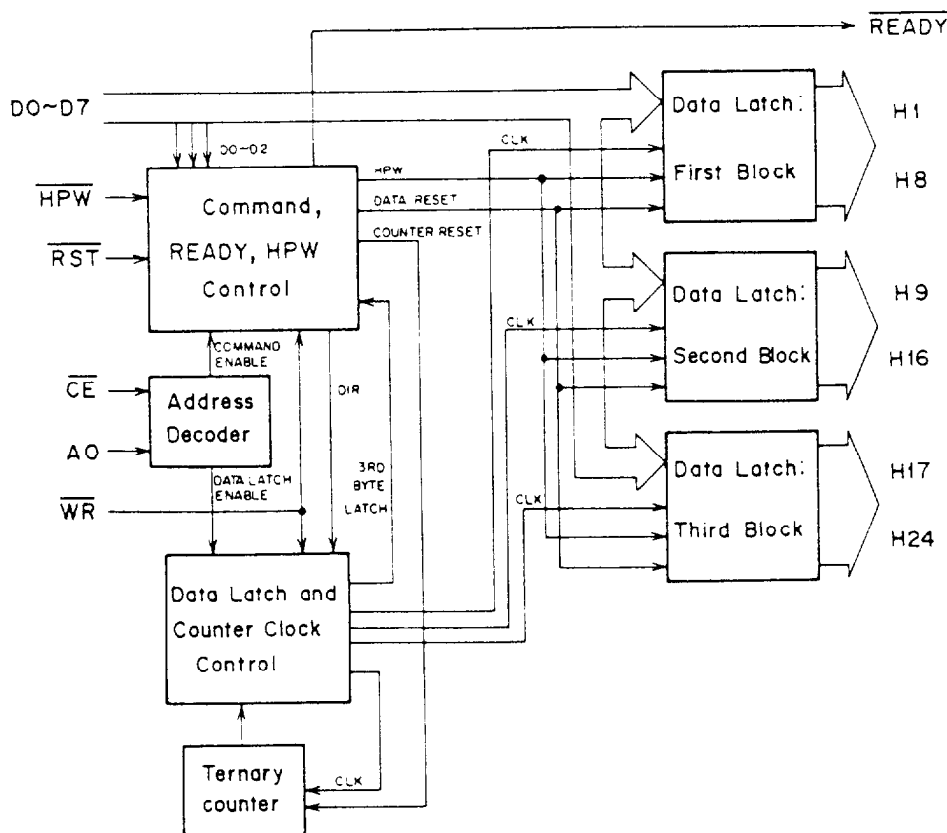 READY
D0~D7
D0~D2
HPW
RST
Command,
READY, HPW
Control
HPW
DATA RESET
COUNTER RESET
CLK
Data Latch:
First Block
H1
H8
CLK
Data Latch:
Second Block
H9
H16
CLK
Data Latch:
Third Block
H17
H24
COMMAND
ENABLE
CE
A0
Address
Decoder
DIR
3RD
BYTE
LATCH
DATA LATCH
ENABLE
WR
Data Latch and
Counter Clock
Control
CLK
Ternary
counter